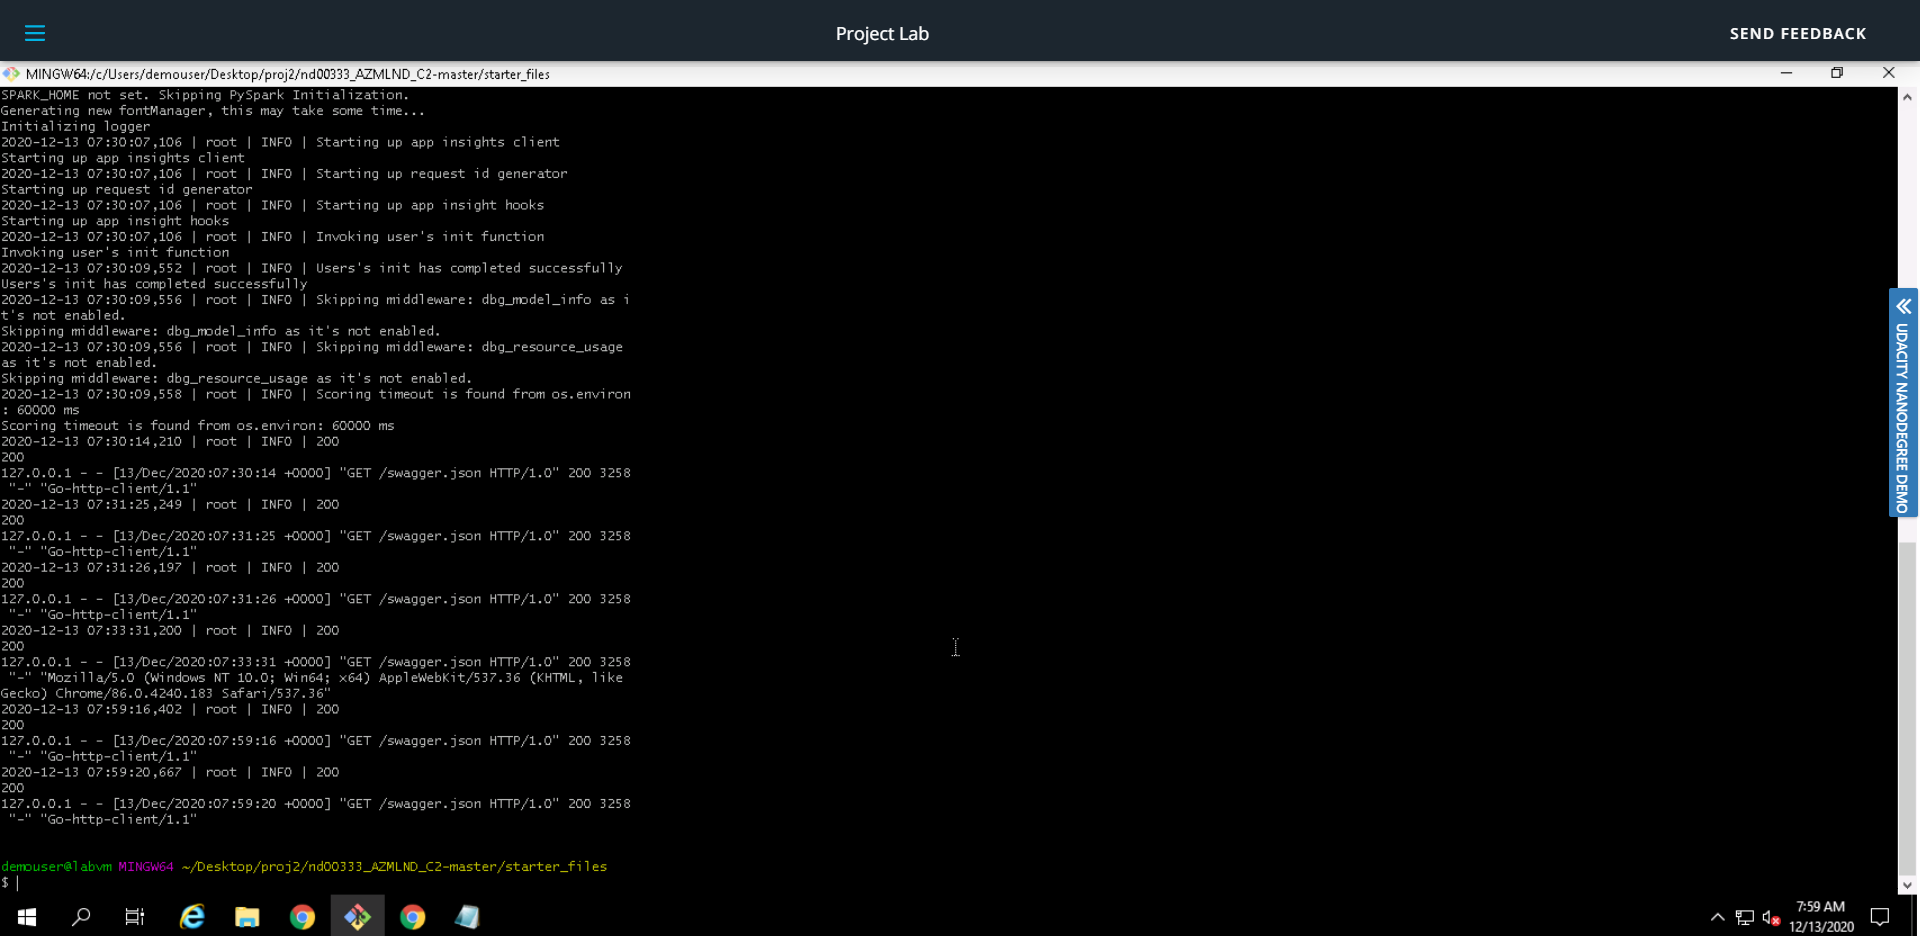 Project Lab
SEND FEEDBACK
MINGW64:/c/Users/demouser/Desktop/proj2/nd00333_AZMLND_C2-master/starter_files
SPARK_HOME not set. Skipping PySpark Initialization.
Generating new fontManager, this may take some time...
Initializing logger
2020-12-13 07:30:07,106 | root | INFO | Starting up app insights client
Starting up app insights client
2020-12-13 07:30:07,106 | root | INFO | Starting up request id generator
Starting up request id generator
2020-12-13 07:30:07,106 | root | INFO | Starting up app insight hooks
Starting up app insight hooks
2020-12-13 07:30:07,106 | root | INFO | Invoking user's init function
Invoking user's init function
2020-12-13 07:30:09,552 | root | INFO | Users's init has completed successfully
Users's init has completed successfully
2020-12-13 07:30:09,556 | root | INFO | Skipping middleware: dbg_model_info as i
t's not enabled.
Skipping middleware: dbg_model_info as it's not enabled.
2020-12-13 07:30:09,556 | root | INFO | Skipping middleware: dbg_resource_usage
as it's not enabled.
Skipping middleware: dbg_resource_usage as it's not enabled.
2020-12-13 07:30:09,558 | root | INFO | Scoring timeout is found from os.environ
: 60000 ms
Scoring timeout is found from os.environ: 60000 ms
2020-12-13 07:30:14,210 | root | INFO | 200
200
127.0.0.1 - - [13/Dec/2020:07:30:14 +0000] "GET /swagger.json HTTP/1.0" 200 3258
"-" "Go-http-client/1.1"
2020-12-13 07:31:25,249 | root | INFO | 200
200
127.0.0.1 - - [13/Dec/2020:07:31:25 +0000] "GET /swagger.json HTTP/1.0" 200 3258
"-" "Go-http-client/1.1"
2020-12-13 07:31:26,197 | root | INFO | 200
200
127.0.0.1 - - [13/Dec/2020:07:31:26 +0000] "GET /swagger.json HTTP/1.0" 200 3258
"-" "Go-http-client/1.1"
2020-12-13 07:33:31,200 | root | INFO | 200
200
127.0.0.1 - - [13/Dec/2020:07:33:31 +0000] "GET /swagger.json HTTP/1.0" 200 3258
"-" "Mozilla/5.0 (Windows NT 10.0; Win64; x64) AppleWebKit/537.36 (KHTML, like
Gecko) Chrome/86.0.4240.183 Safari/537.36"
2020-12-13 07:59:16,402 | root | INFO | 200
200
127.0.0.1 - - [13/Dec/2020:07:59:16 +0000] "GET /swagger.json HTTP/1.0" 200 3258
"-" "Go-http-client/1.1"
2020-12-13 07:59:20,667 | root | INFO | 200
200
127.0.0.1 - - [13/Dec/2020:07:59:20 +0000] "GET /swagger.json HTTP/1.0" 200 3258
"-" "Go-http-client/1.1"
demouser@labvm MINGW64 ~/Desktop/proj2/nd00333_AZMLND_C2-master/starter_files
$
UDACITY NANODEGREE DEMO
7:59 AM
12/13/2020